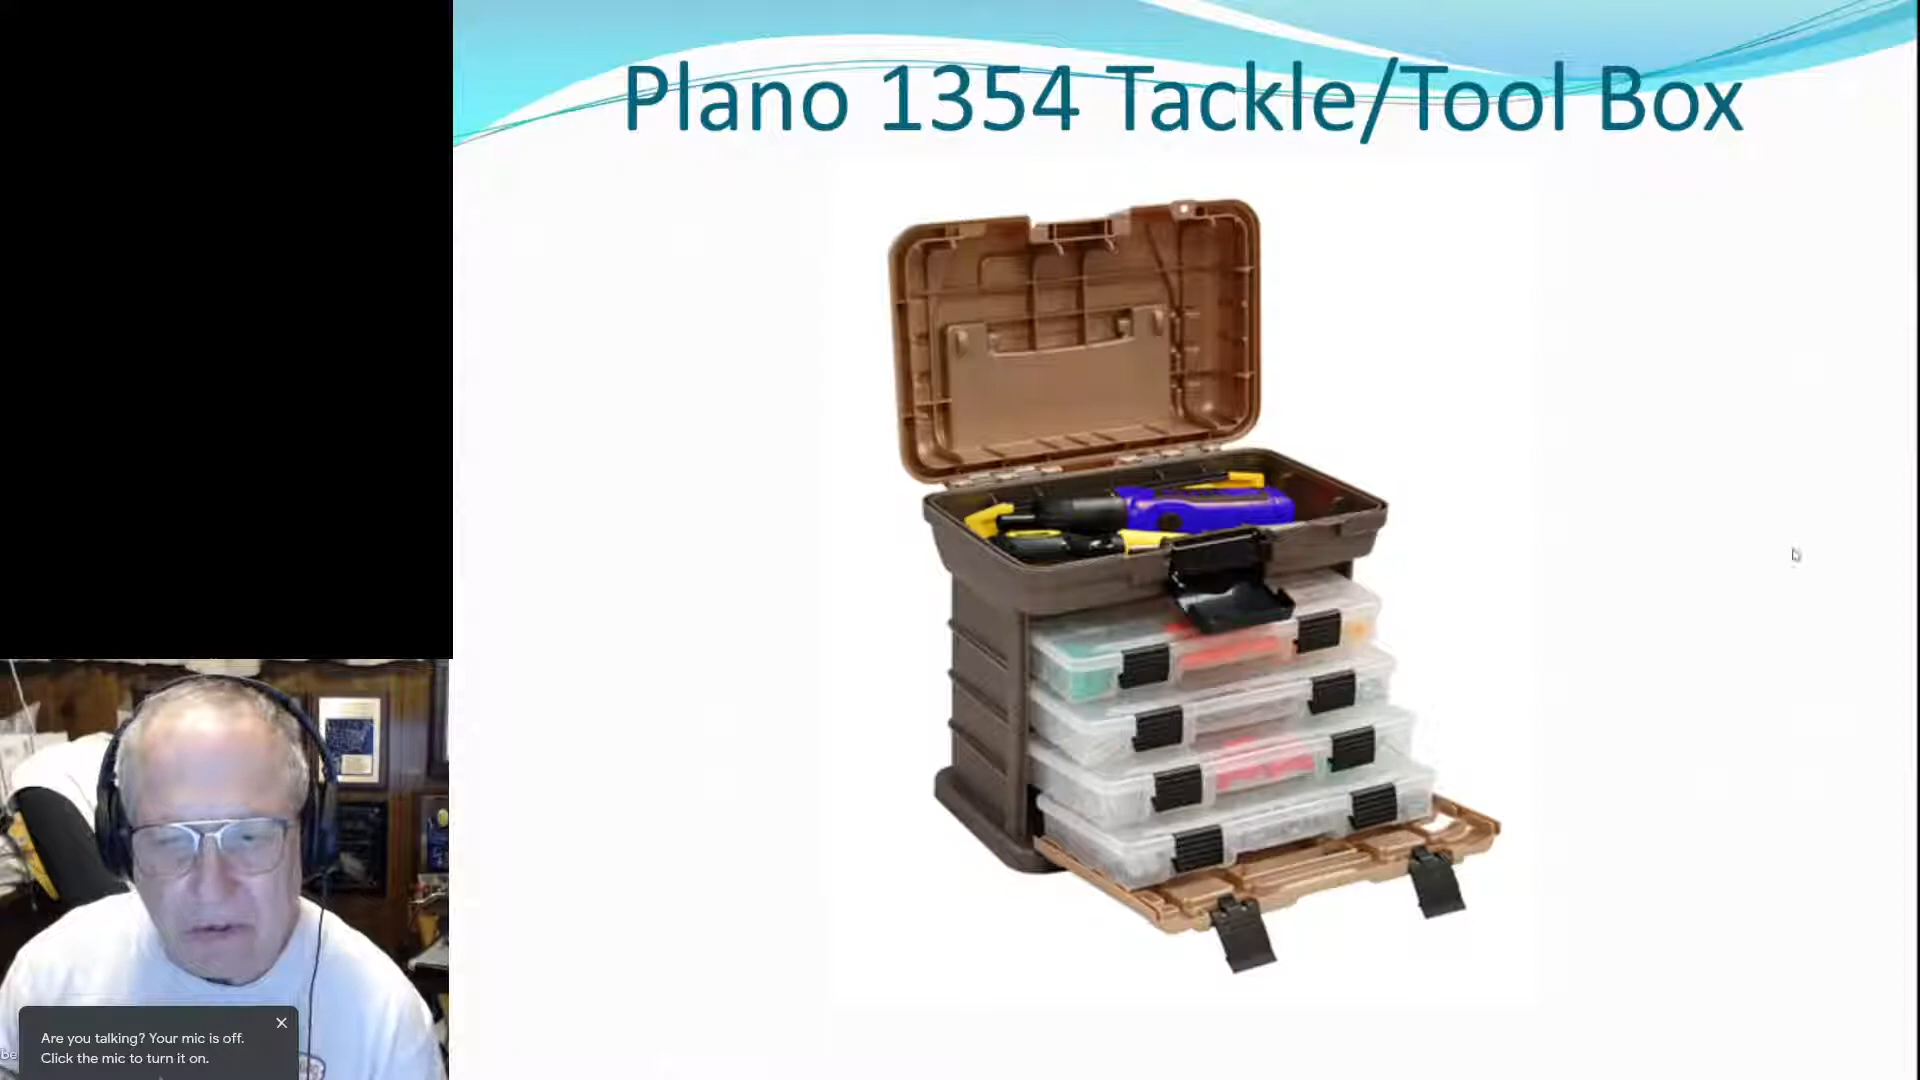 Plano 1354 Tackle/Tool Box
Are you talking? Your mic is off.
Click the mic to turn it on.
be